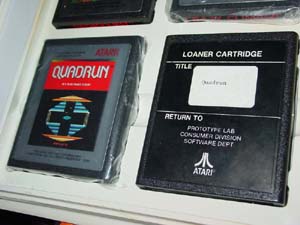 ATARI
QUADRUN
LOANER CARTRIDGE
TITLE
Quadrun
RETURN TO
PROTOTYPE LAB
CONSUMER DIVISION
SOFTWARE DEPT
ATARI